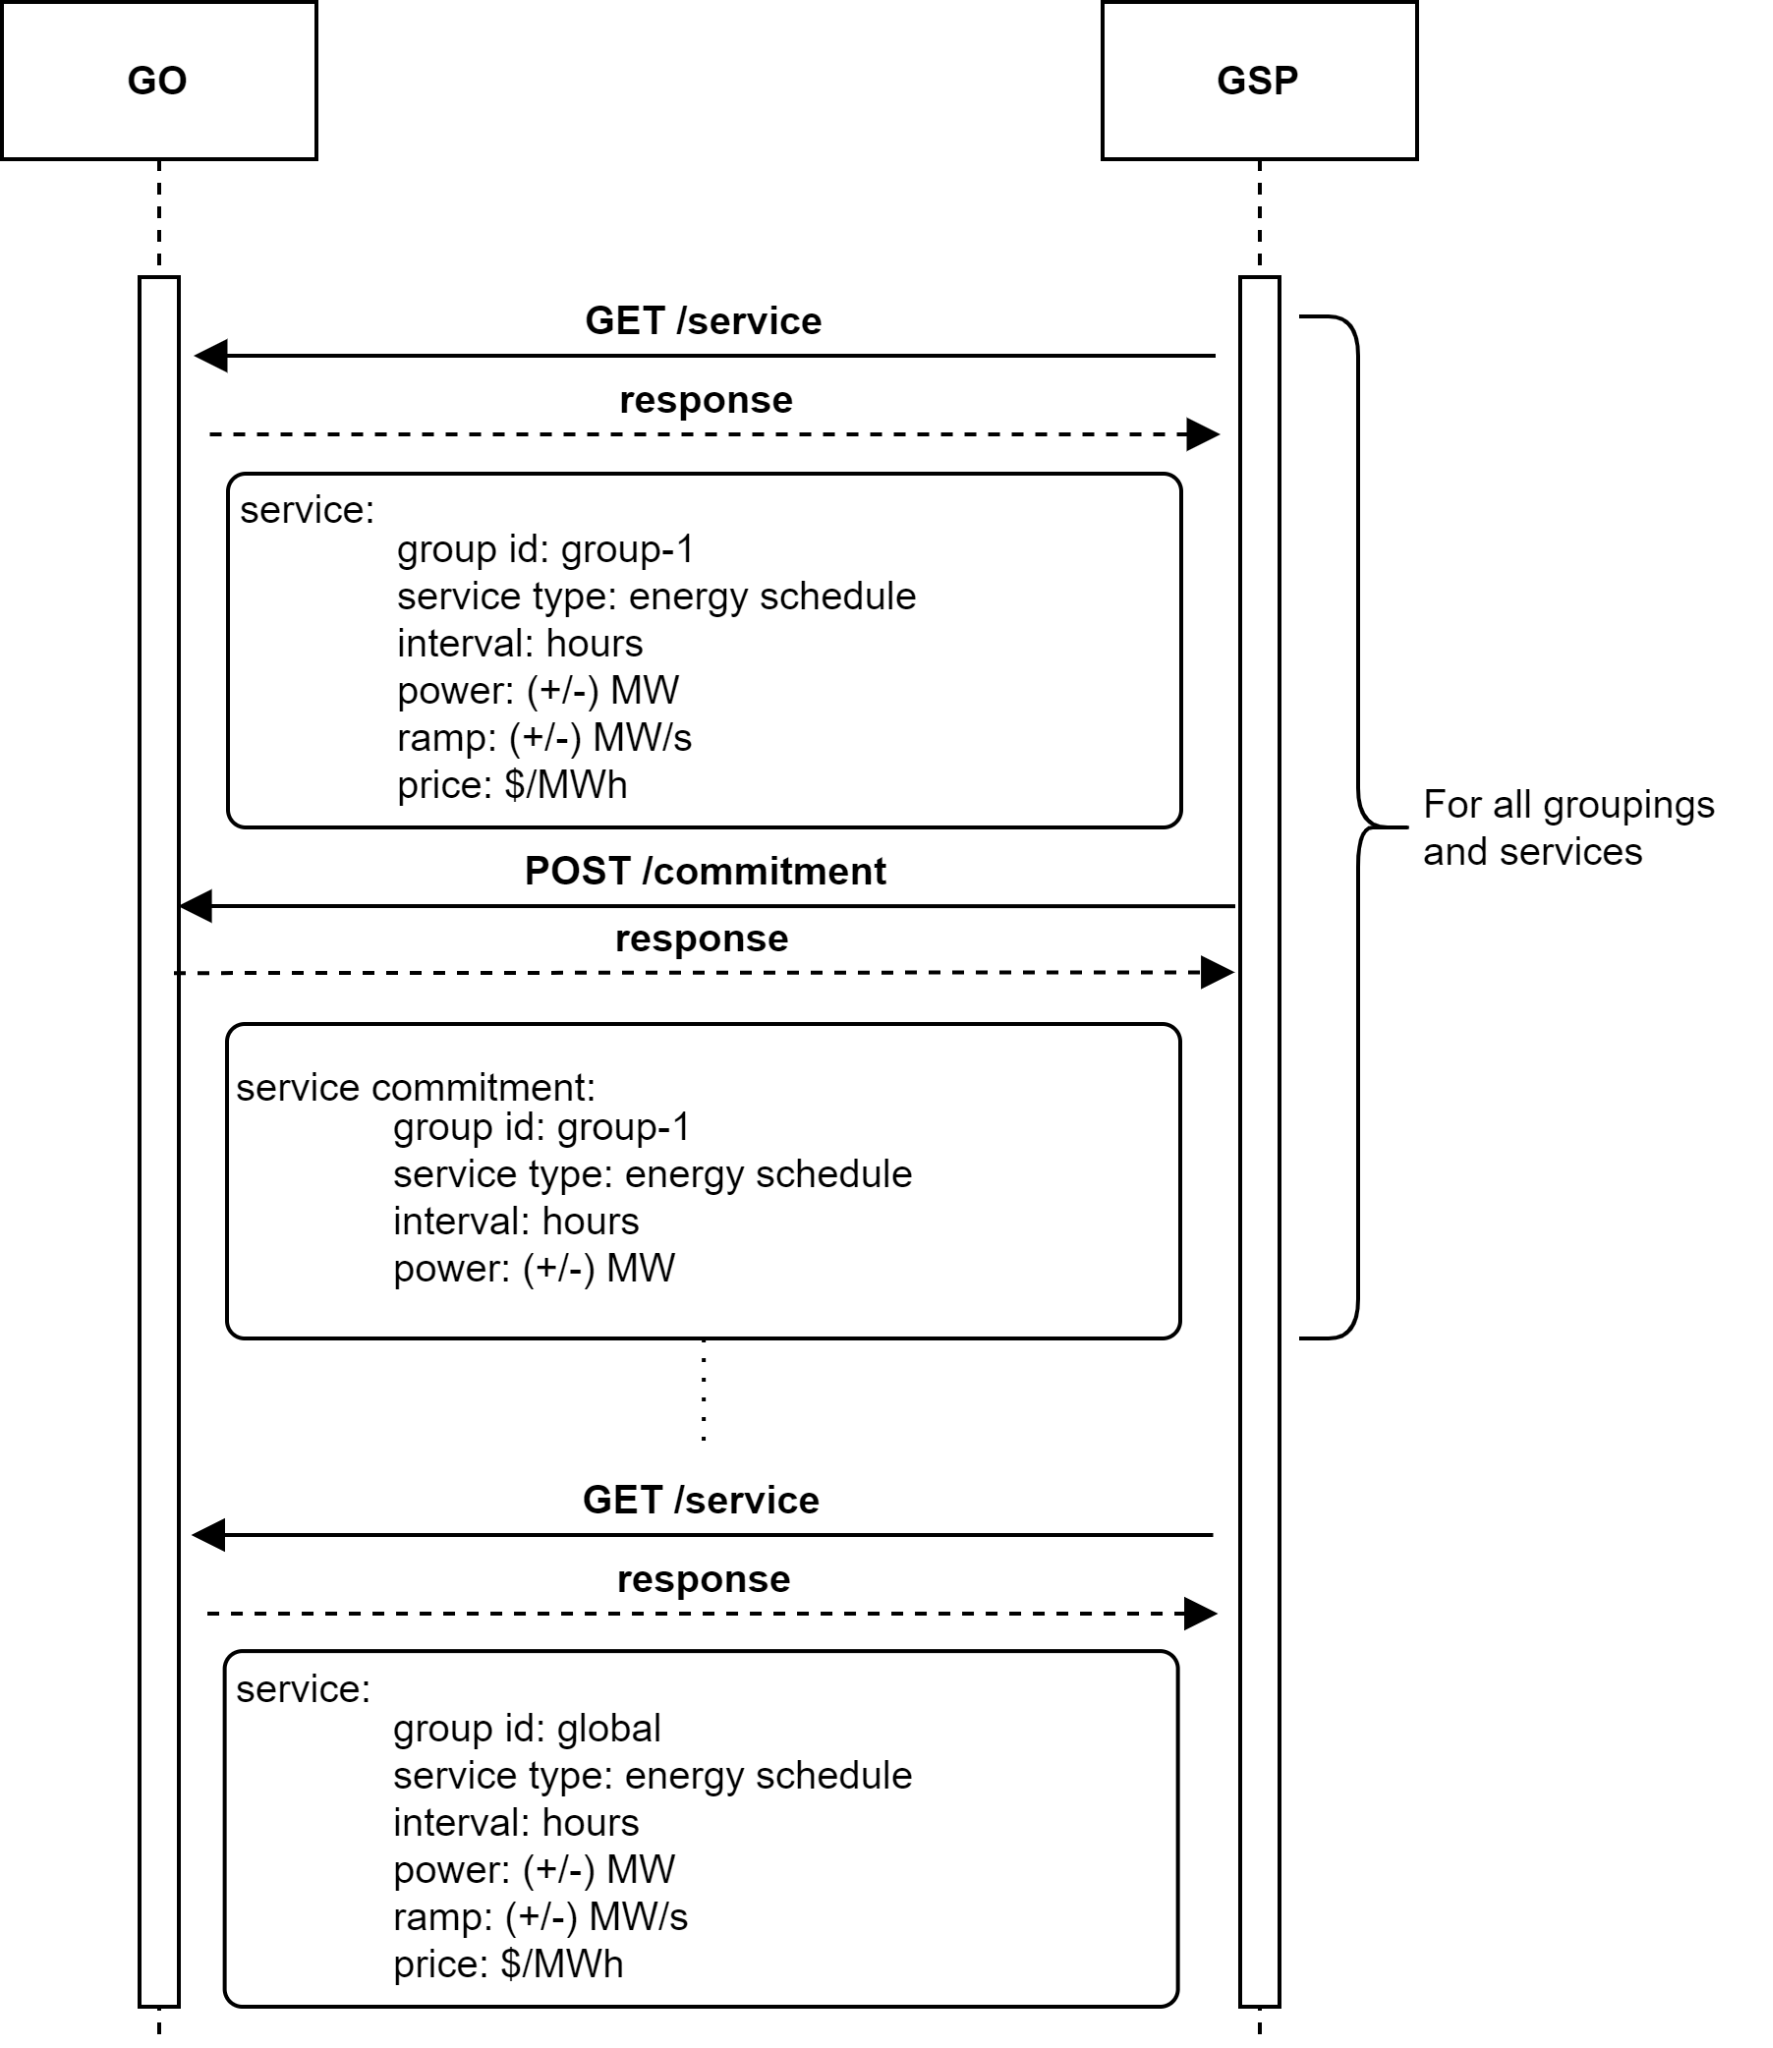 GO
GSP
GET /service
response
service:
group id: group-1
service type: energy schedule
interval: hours
power: (+/-) MW
ramp: (+/-) MW/s
price: $/MWh
For all groupings
and services
POST /commitment
response
service commitment:
group id: group-1
service type: energy schedule
interval: hours
power: (+/-) MW
GET /service
response
service:
group id: global
service type: energy schedule
interval: hours
power: (+/-) MW
ramp: (+/-) MW/s
price: $/MWh